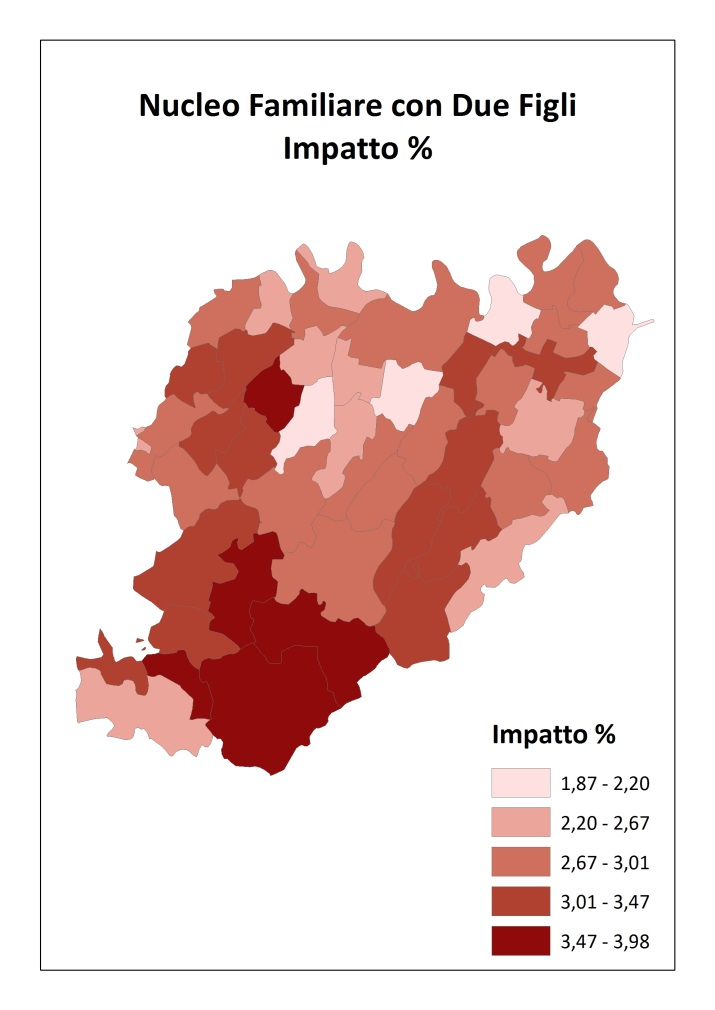 Nucleo Familiare con Due Figli
Impatto %
Impatto %
1,87 - 2,20
2,20 - 2,67
2,67 - 3,01
3,01 - 3,47
3,47 - 3,98